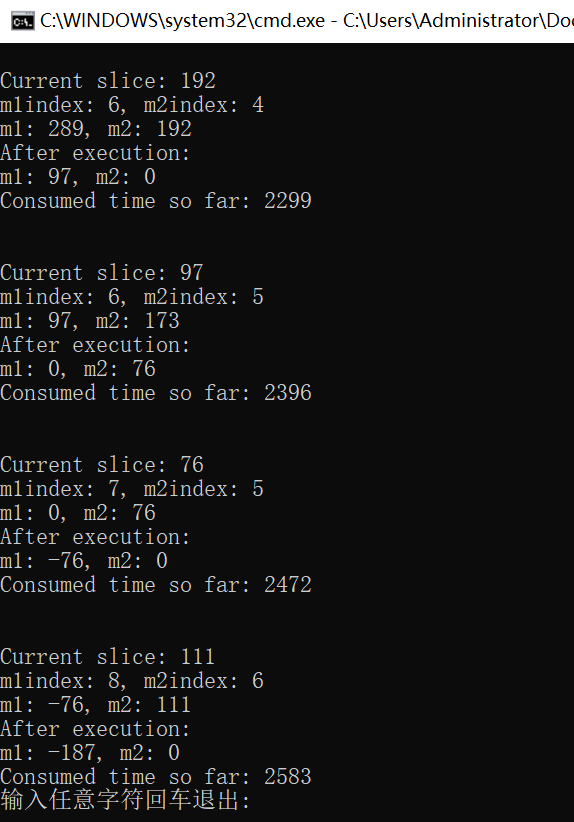 C:\WINDOWS\system32\cmd.exe - C:\Users\Administrator\Doc
Current slice: 192
m1index: 6, m2index: 4
m1: 289, m2: 192
After execution:
m1: 97, m2: 0
Consumed time so far: 2299
Current slice: 97
m1index: 6, m2index: 5
m1: 97, m2: 173
After execution:
m1: 0, m2: 76
Consumed time so far: 2396
Current slice: 76
m1index: 7, m2index: 5
m1: 0, m2: 76
After execution:
m1: -76, m2: 0
Consumed time so far: 2472
Current slice: 111
m1index: 8, m2index: 6
m1: -76, m2: 111
After execution:
m1: -187, m2: 0
Consumed time so far: 2583
输入任意字符回车退出: